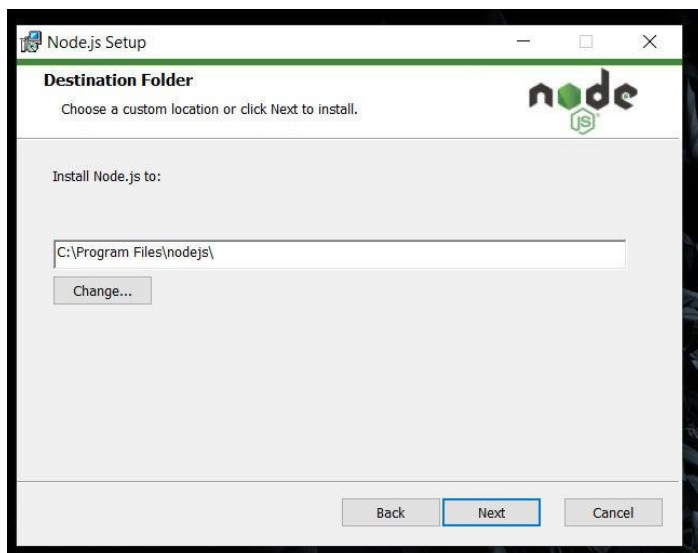 Node.js Setup
Destination Folder
Choose a custom location or click Next to install.
node
JS
Install Node.js to:
C:\Program Files\nodejs\
Change...
Back Next Cancel